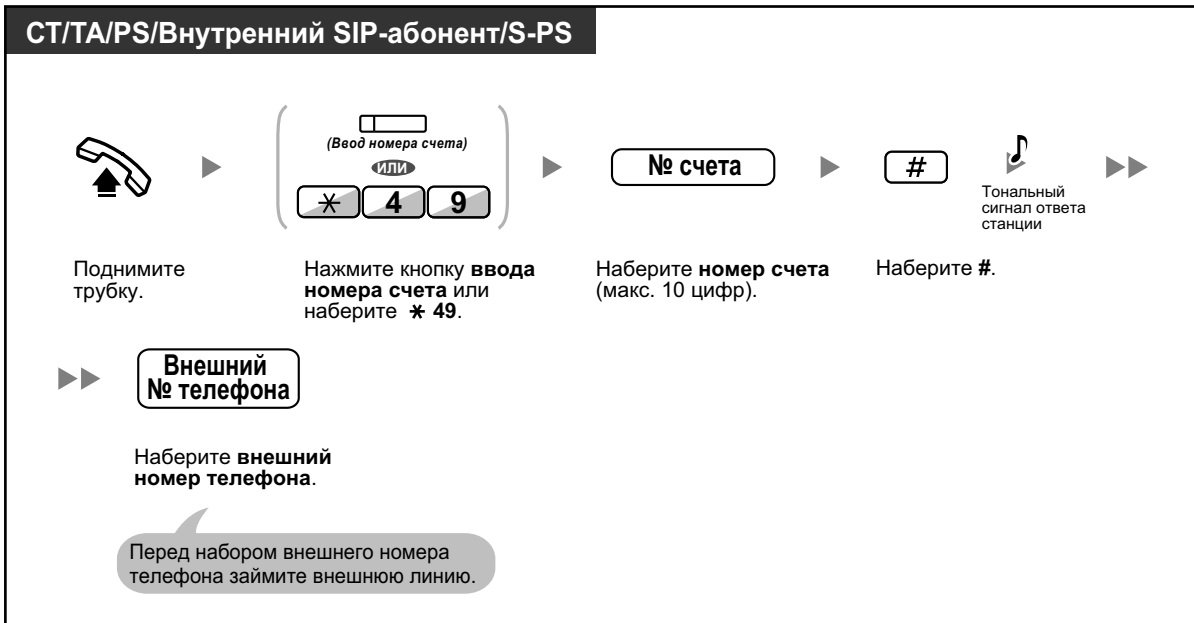 СТ/ТА/PS/Внутренний SIP-абонент/S-PS
(Ввод номера счета)
ИЛИ
* 4 9
№ счета
#
Тональный
сигнал ответа
станции
Поднимите
трубку.
Нажмите кнопку ввода
номера счета или
наберите * 49.
Наберите номер счета
(макс. 10 цифр).
Наберите #.
Внешний
№ телефона
Наберите внешний
номер телефона.
Перед набором внешнего номера
телефона займите внешнюю линию.